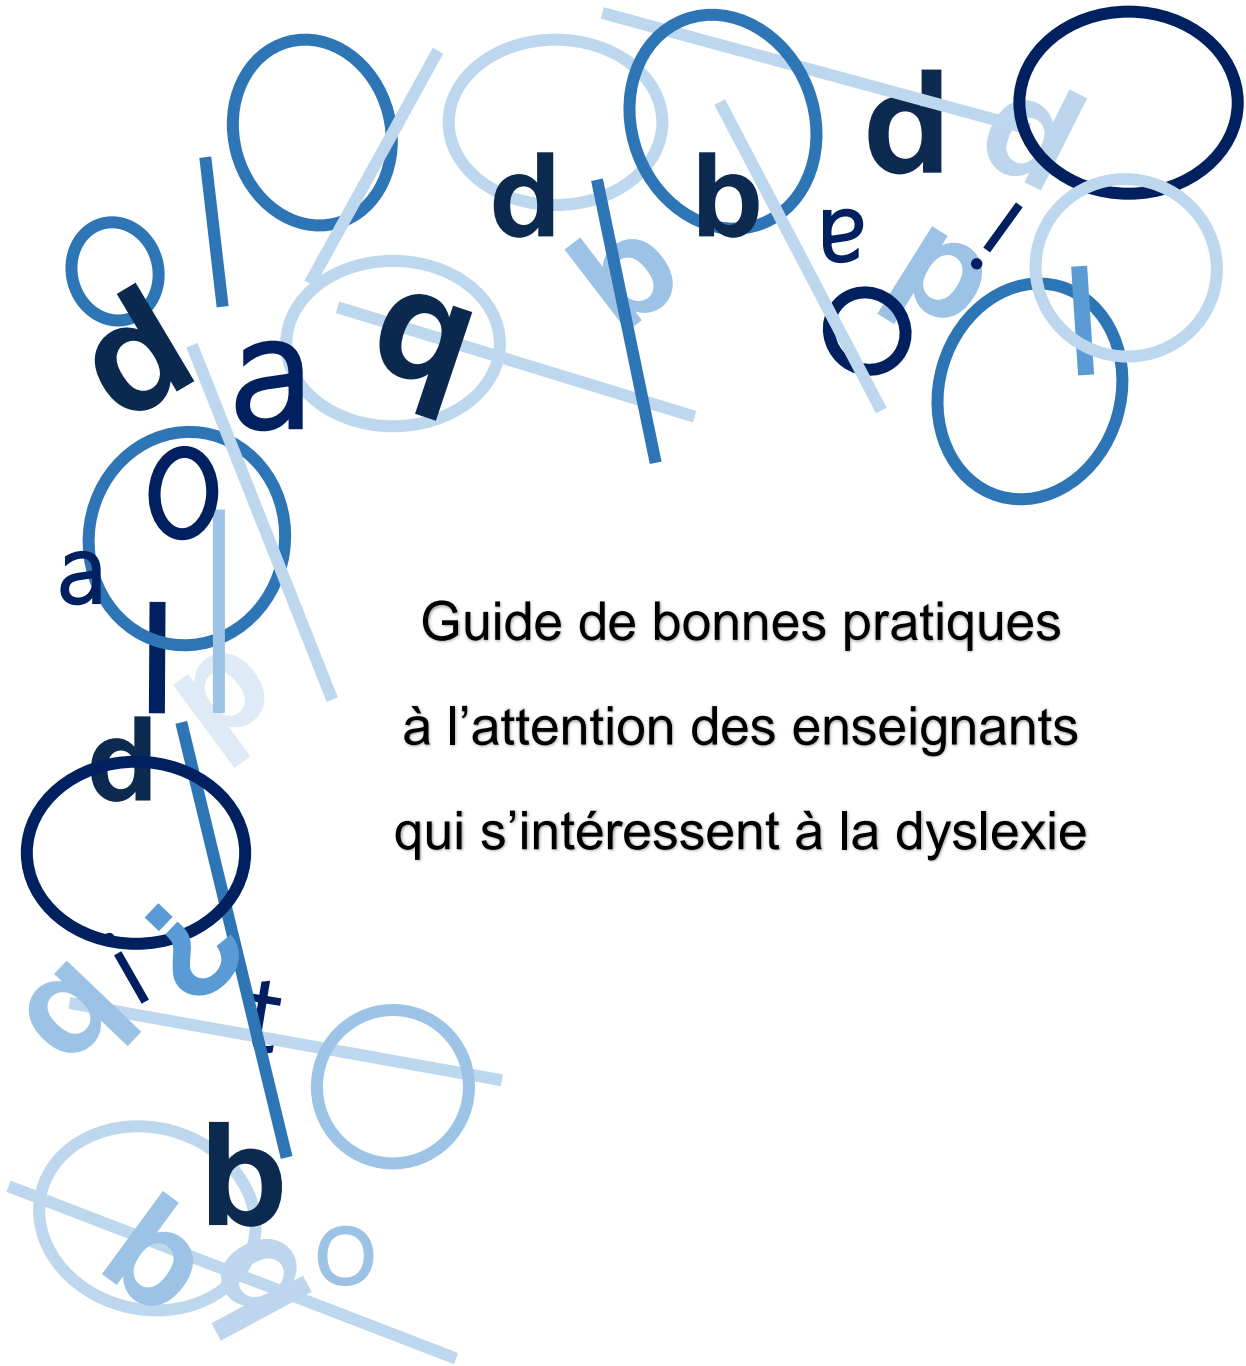 d
b
d
d
a
p
p
d
a
q
o
a
l
p
d
?
i
q
t
b
b
p
o
Guide de bonnes pratiques
à l’attention des enseignants
qui s’intéressent à la dyslexie